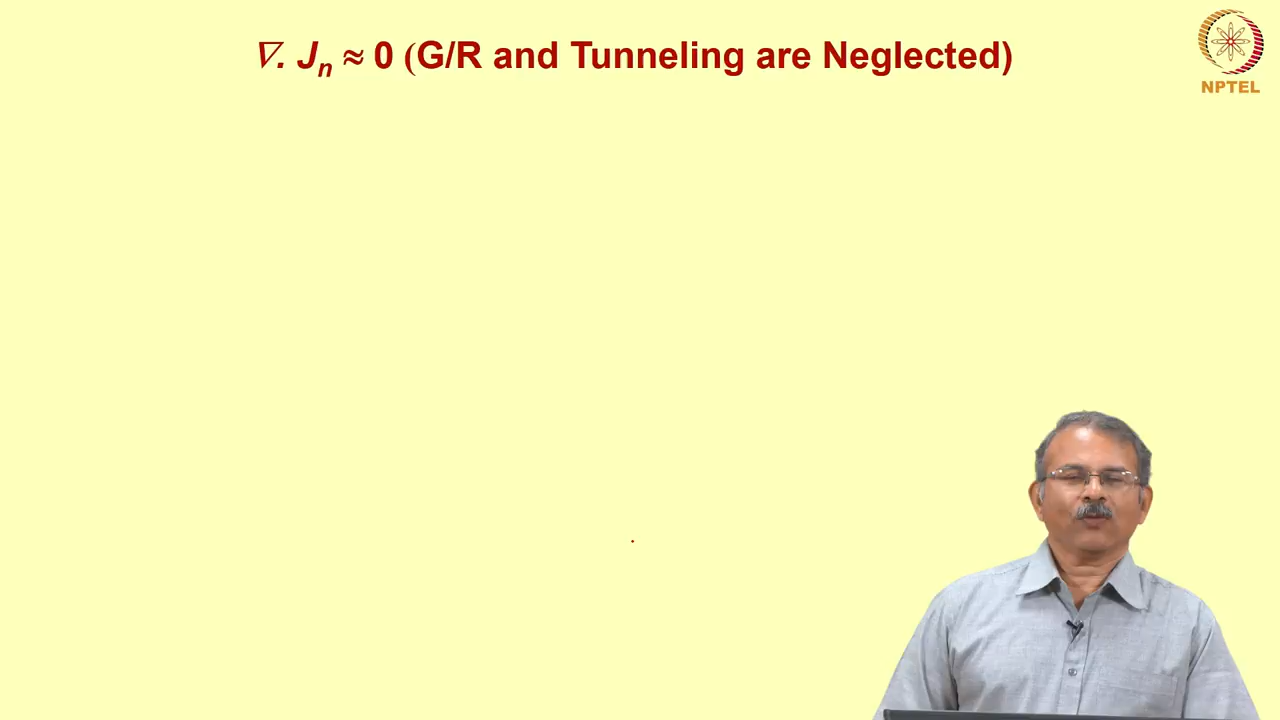 ∇. Jn ≈ 0 (G/R and Tunneling are Neglected)
NPTEL